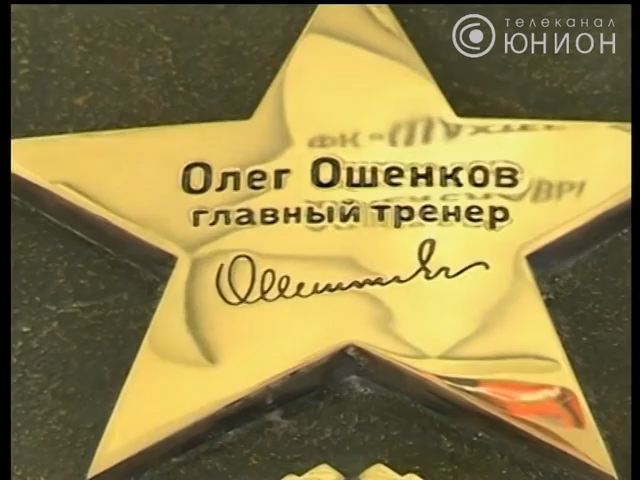 телеканал
ЮНИОН
Олег Ошенков
главный тренер